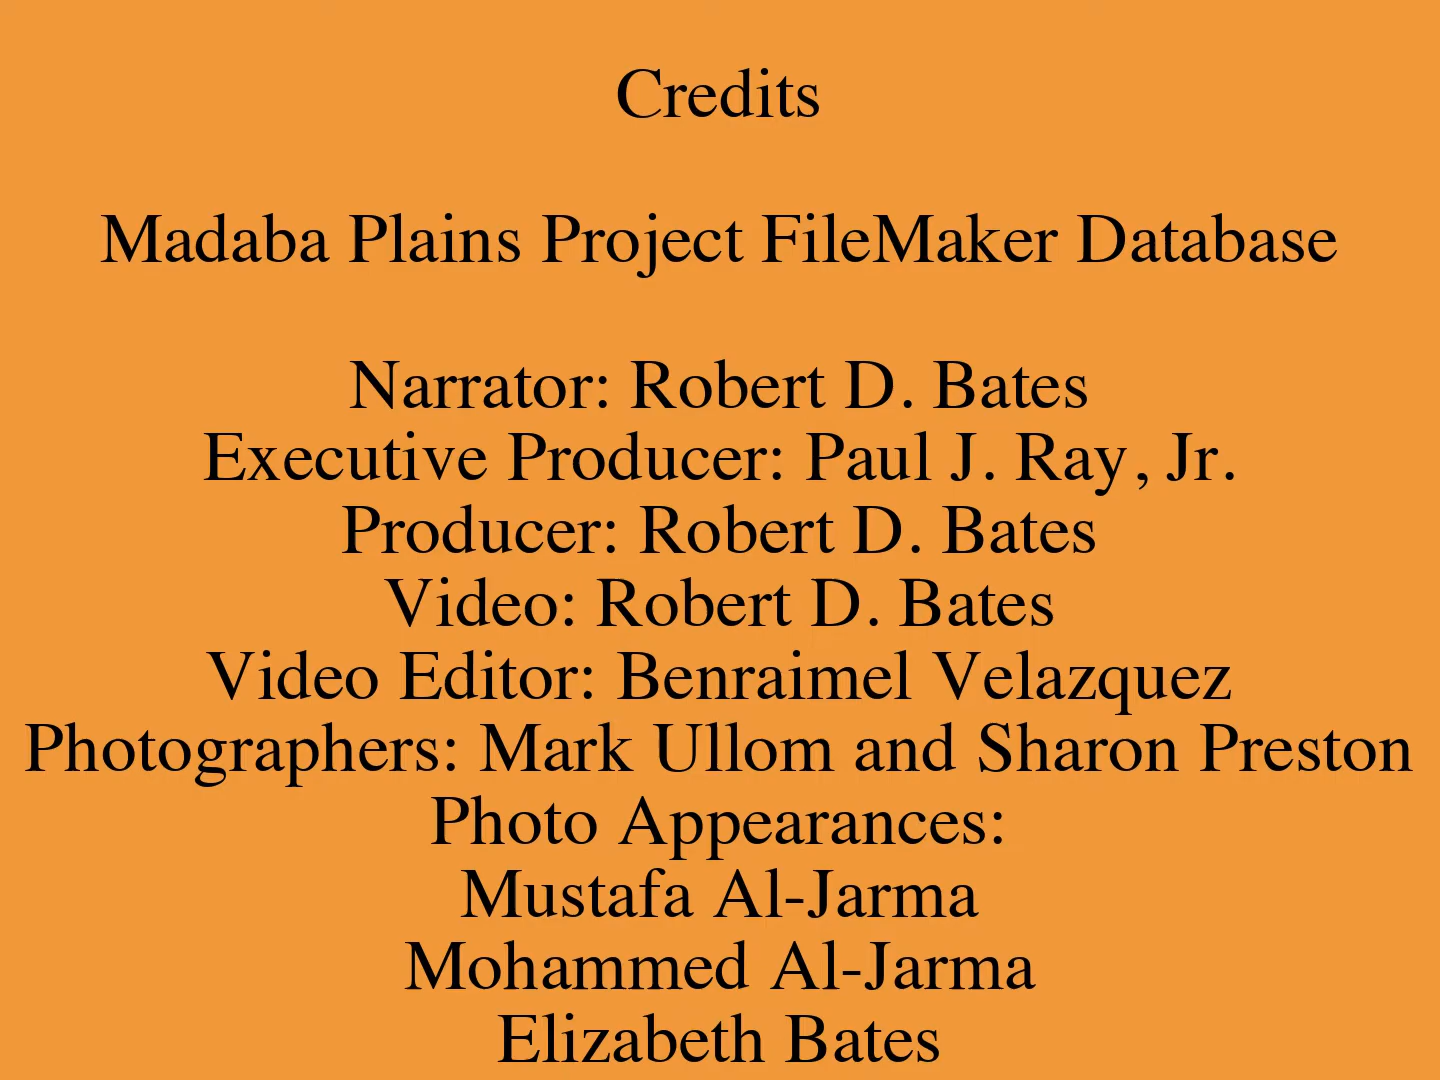 Credits
Madaba Plains Project FileMaker Database
Narrator: Robert D. Bates
Executive Producer: Paul J. Ray, Jr.
Producer: Robert D. Bates
Video: Robert D. Bates
Video Editor: Benraimel Velazquez
Photographers: Mark Ullom and Sharon Preston
Photo Appearances:
Mustafa Al-Jarma
Mohammed Al-Jarma
Elizabeth Bates